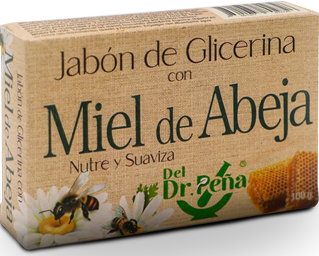 Jabón de Glicerina
con
Miel de Abeja
Nutre y Suaviza
Del
Dr. Peña
100 g
Jabón de Glicerina con
Miel de Abeja